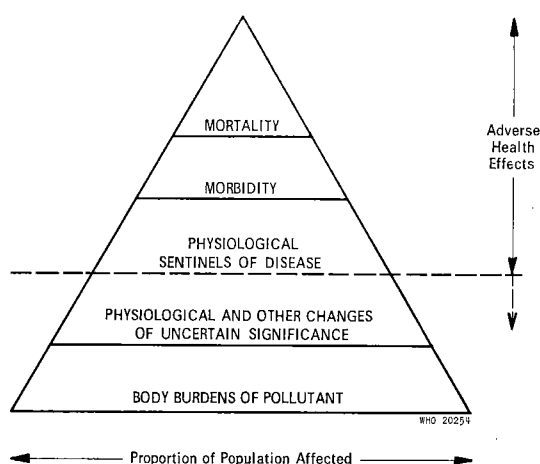 MORTALITY
MORBIDITY
PHYSIOLOGICAL
SENTINELS OF DISEASE
PHYSIOLOGICAL AND OTHER CHANGES
OF UNCERTAIN SIGNIFICANCE
BODY BURDENS OF POLLUTANT
WHO 20254
Adverse
Health
Effects
Proportion of Population Affected